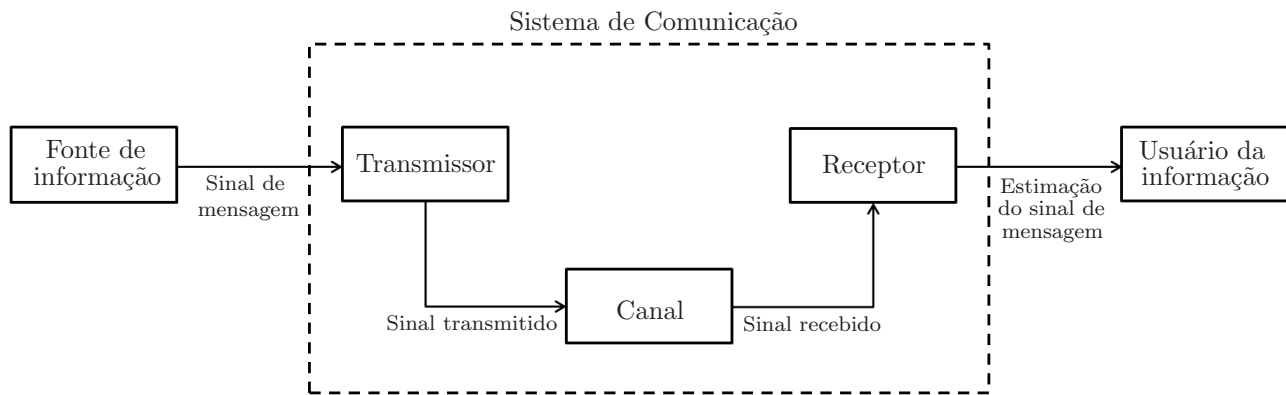 Sistema de Comunicação
Fonte de
informação
Sinal de
mensagem
Transmissor
Sinal transmitido
Canal
Sinal recebido
Receptor
Estimação
do sinal de
mensagem
Usuário da
informação